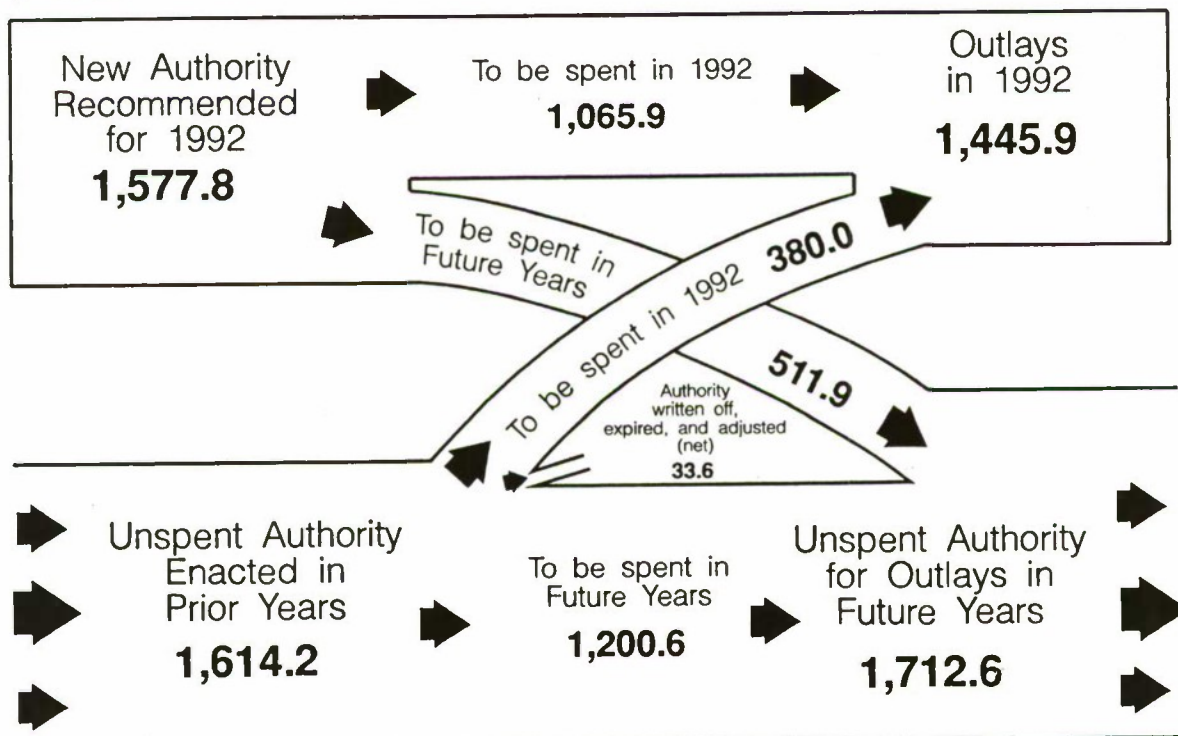 New Authority
Recommended
for 1992
1,577.8
To be spent in 1992
1,065.9
Outlays
in 1992
1,445.9
To be spent in
Future Years
511.9
To be spent in 1992 380.0
Authority
written off,
expired, and adjusted
(net)
33.6
Unspent Authority
Enacted in
Prior Years
1,614.2
To be spent in
Future Years
1,200.6
Unspent Authority
for Outlays in
Future Years
1,712.6